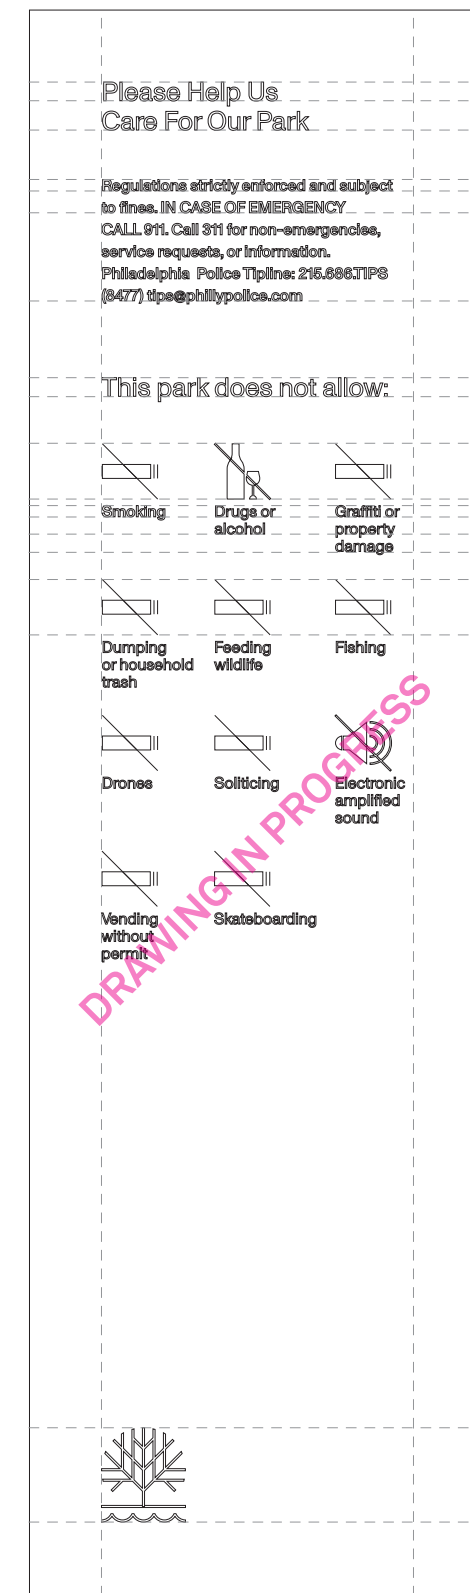 Please Help Us
Care For Our Park
Regulations strictly enforced and subject
to fines. IN CASE OF EMERGENCY
CALL 911. Call 311 for non-emergencies,
service requests, or information.
Philadelphia  Police Tipline: 215.686.TIPS
(8477) tips@phillypolice.com
This park does not allow:
Smoking
Drugs or
alcohol
Graffiti or
property
damage
Dumping
or household
trash
Feeding
wildlife
Fishing
Drones
Soliticing
Electronic
amplified
sound
Vending
without
permit
Skateboarding
DRAWING IN PROGRESS